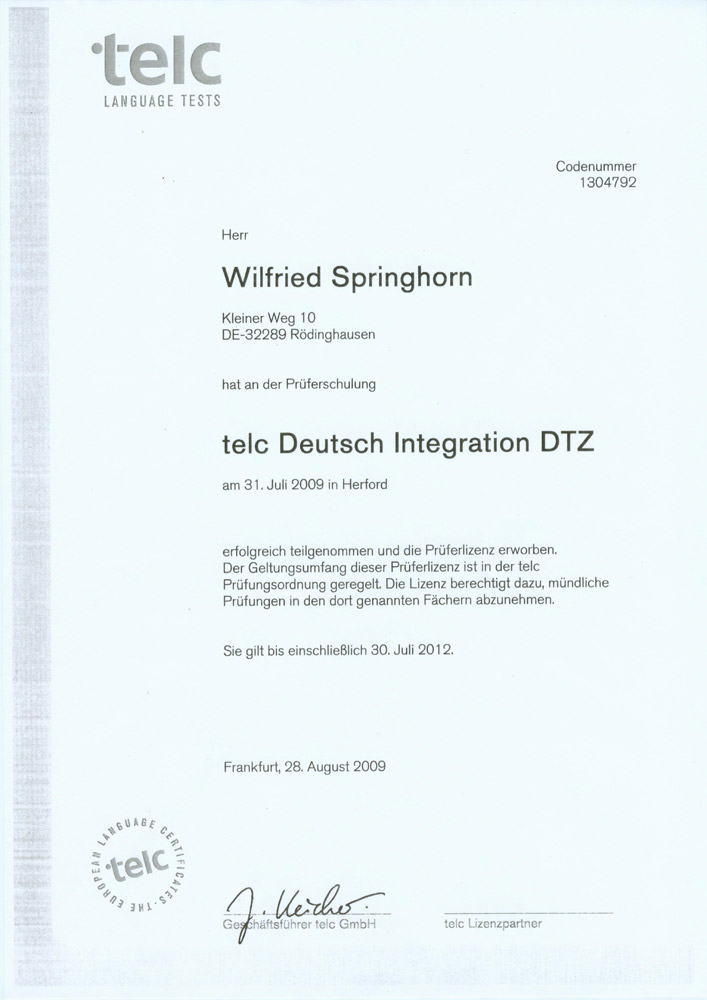 telc
LANGUAGE TESTS
Codenummer
1304792
Herr
Wilfried Springhorn
Kleiner Weg 10
DE-32289 Rödinghausen
hat an der Prüferschulung
telc Deutsch Integration DTZ
am 31. Juli 2009 in Herford
erfolgreich teilgenommen und die Prüferlizenz erworben.
Der Geltungsumfang dieser Prüferlizenz ist in der telc
Prüfungsordnung geregelt. Die Lizenz berechtigt dazu, mündliche
Prüfungen in den dort genannten Fächern abzunehmen.
Sie gilt bis einschließlich 30. Juli 2012.
Frankfurt, 28. August 2009
THE EUROPEAN LANGUAGE CERTIFICATES
telc
Geschäftsführer telc GmbH
telc Lizenzpartner